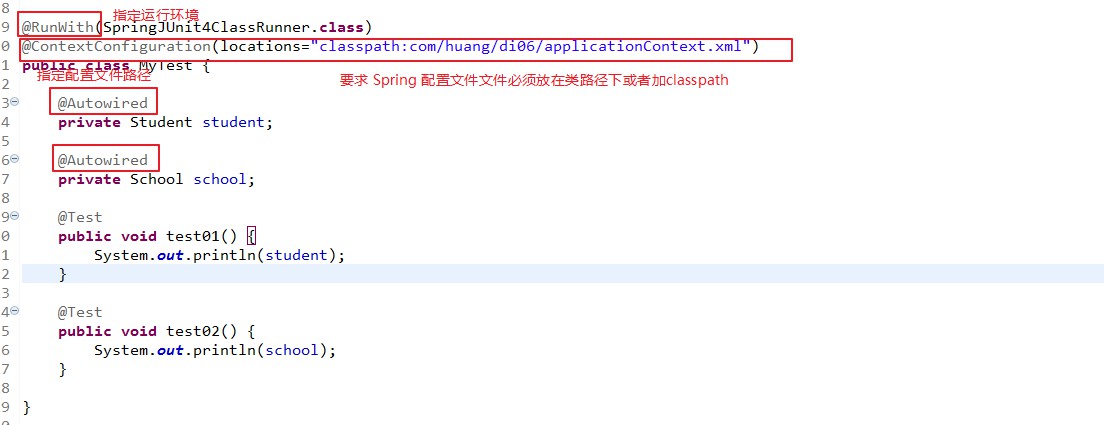 8
指定运行环境
9 @RunWith(SpringJUnit4ClassRunner.class)
0 @ContextConfiguration(locations="classpath:com/huang/di06/applicationContext.xml")
1 public class MyTest {
指定配置文件路径 要求 Spring 配置文件文件必须放在类路径下或者加classpath
2
3 @Autowired
4 private Student student;
5
6 @Autowired
7 private School school;
8
9 @Test
0 public void test01() {
1 System.out.println(student);
2 }
3
4 @Test
5 public void test02() {
6 System.out.println(school);
7 }
8
9 }